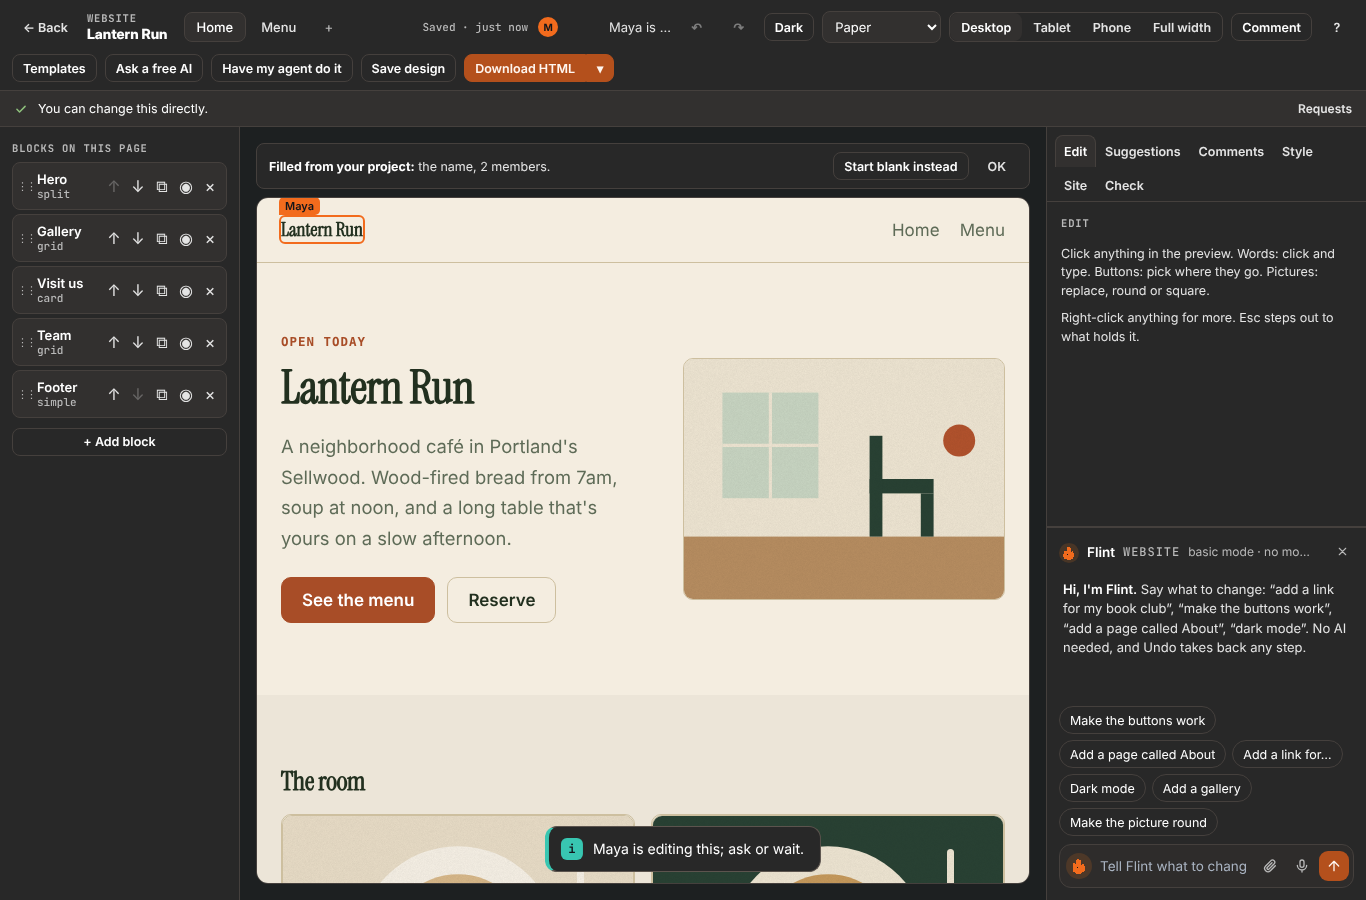 ← Back
WEBSITE
Lantern Run
Home
Menu
+
Saved · just now
M
Maya is ...
Dark
Paper
Desktop
Tablet
Phone
Full width
Comment
?
Templates
Ask a free AI
Have my agent do it
Save design
Download HTML
You can change this directly.
Requests
BLOCKS ON THIS PAGE
Hero
split
Gallery
grid
Visit us
card
Team
grid
Footer
simple
+ Add block
Filled from your project: the name, 2 members.
Start blank instead
OK
Maya
Lantern Run
Home
Menu
OPEN TODAY
Lantern Run
A neighborhood café in Portland's
Sellwood. Wood-fired bread from 7am,
soup at noon, and a long table that's
yours on a slow afternoon.
See the menu
Reserve
The room
i
Maya is editing this; ask or wait.
Edit
Suggestions
Comments
Style
Site
Check
EDIT
Click anything in the preview. Words: click and
type. Buttons: pick where they go. Pictures:
replace, round or square.
Right-click anything for more. Esc steps out to
what holds it.
Flint WEBSITE basic mode · no mo...
Hi, I'm Flint. Say what to change: “add a link
for my book club”, “make the buttons work”,
“add a page called About”, “dark mode”. No AI
needed, and Undo takes back any step.
Make the buttons work
Add a page called About
Add a link for...
Dark mode
Add a gallery
Make the picture round
Tell Flint what to chang